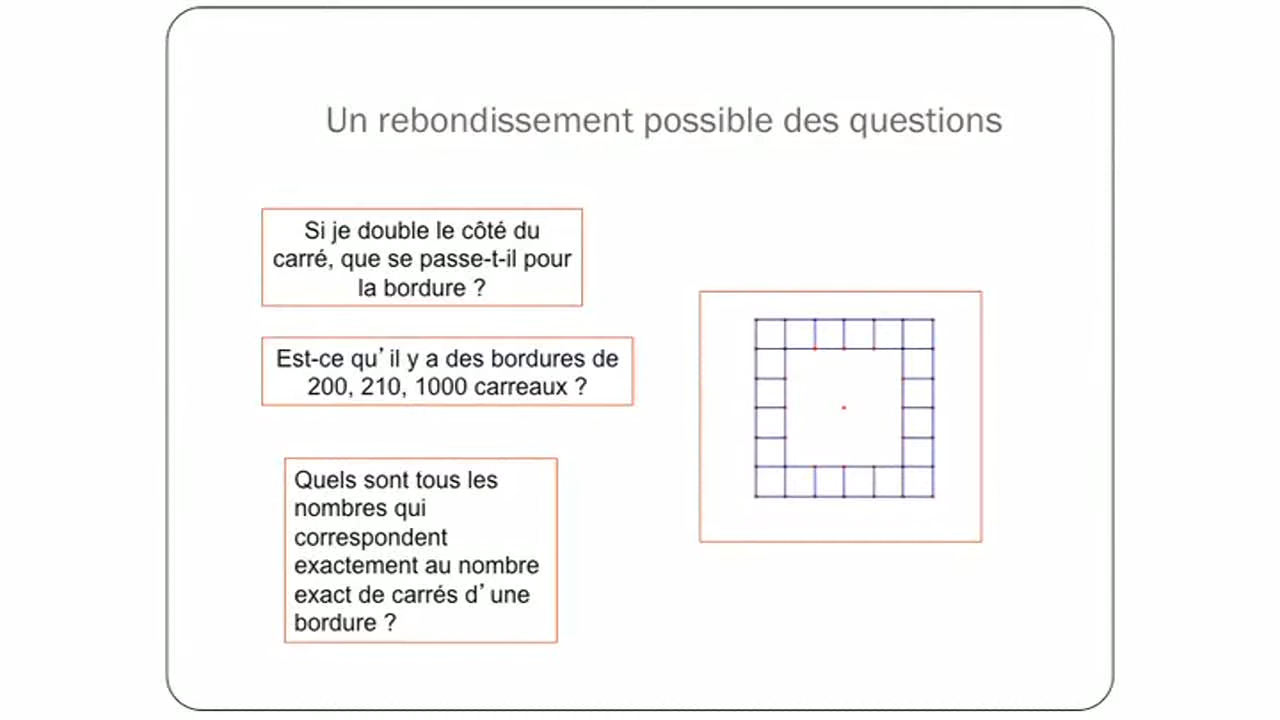 Un rebondissement possible des questions
Si je double le côté du
carré, que se passe-t-il pour
la bordure ?
Est-ce qu’il y a des bordures de
200, 210, 1000 carreaux ?
Quels sont tous les
nombres qui
correspondent
exactement au nombre
exact de carrés d’une
bordure ?